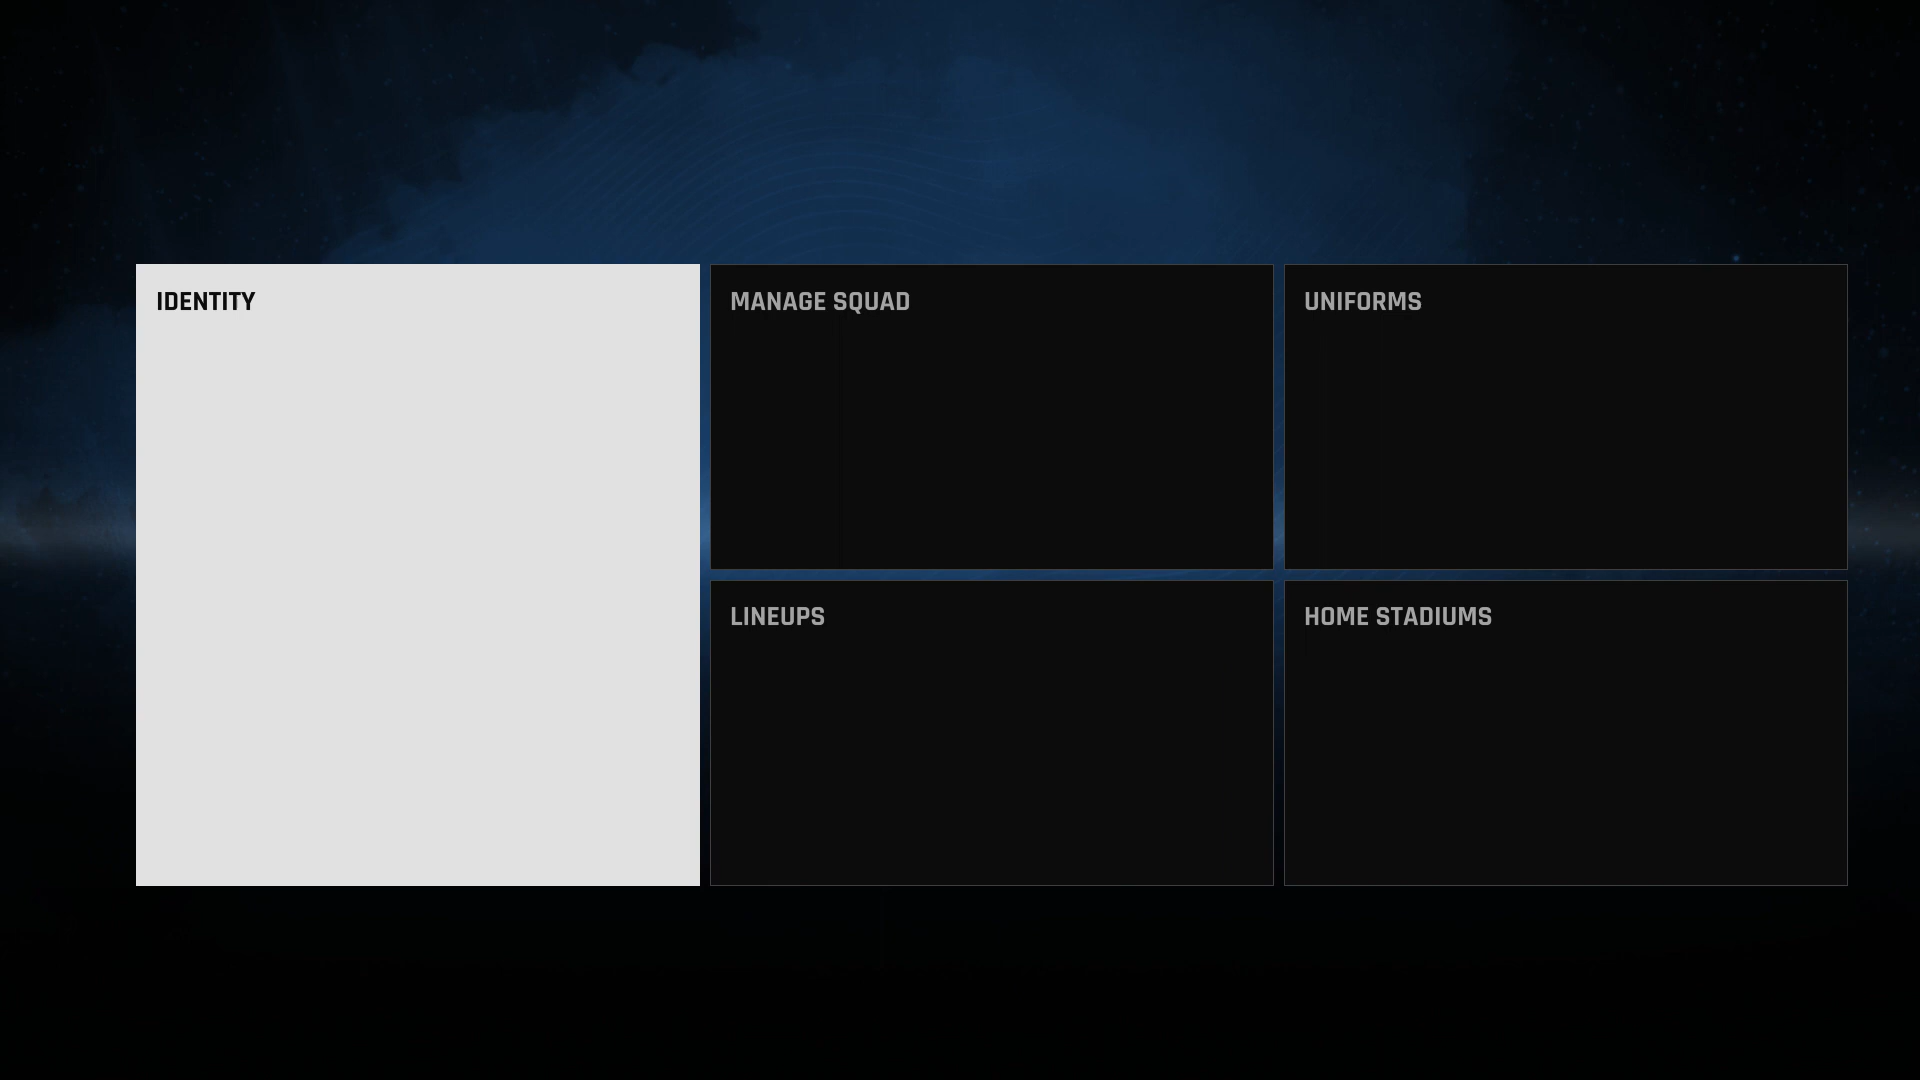 IDENTITY
MANAGE SQUAD
UNIFORMS
LINEUPS
HOME STADIUMS